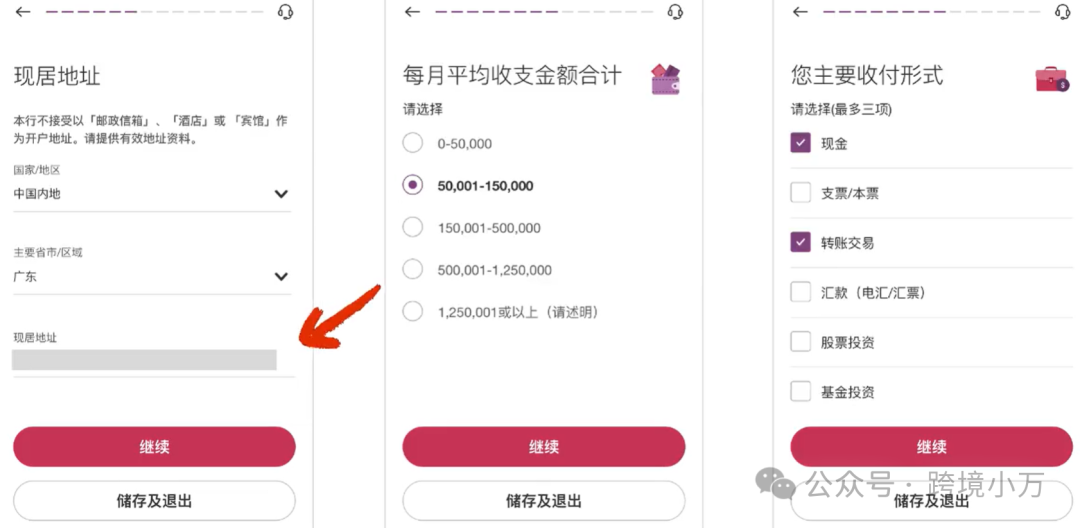 现居地址
本行不接受以「邮政信箱」、「酒店」或 「宾馆」作
为开户地址。请提供有效地址资料。
国家/地区
中国内地
主要省市/区域
广东
现居地址
继续
储存及退出
每月平均收支金额合计
请选择
0-50,000
50,001-150,000
150,001-500,000
500,001-1,250,000
1,250,001或以上（请述明）
继续
储存及退出
您主要收付形式
请选择(最多三项)
现金
支票/本票
转账交易
汇款（电汇/汇票）
股票投资
基金投资
继续
储存及退出
公众号 · 跨境小万